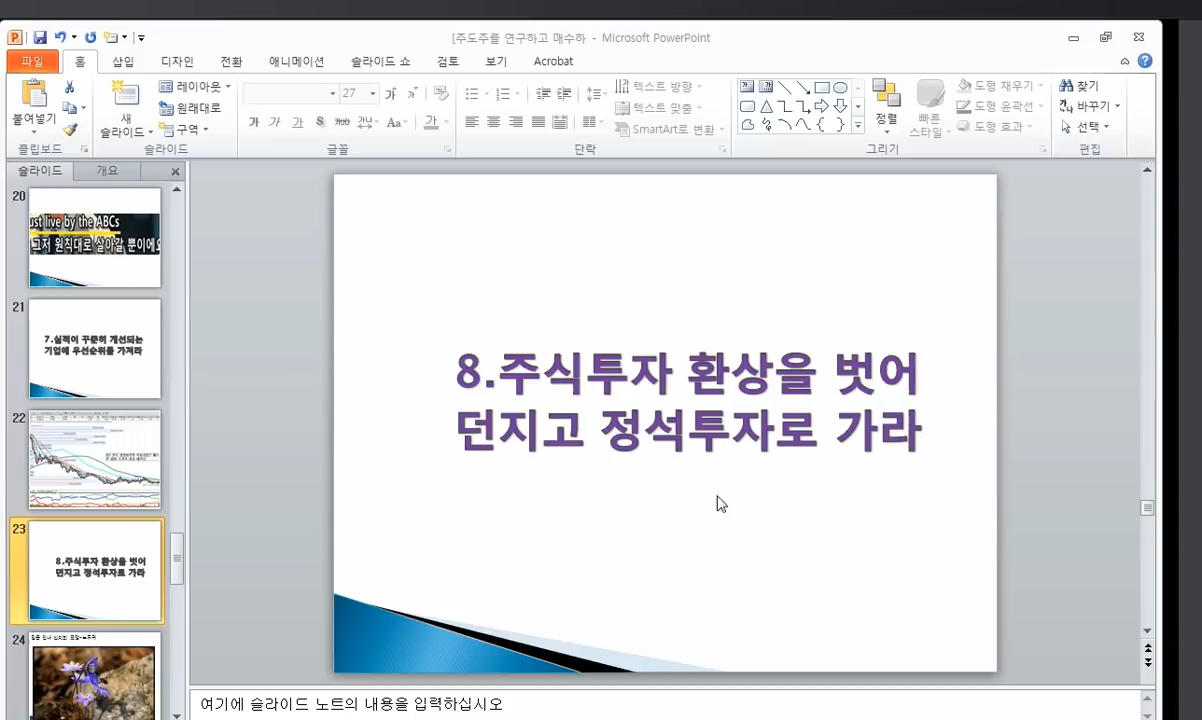 [주도주를 연구하고 매수하 - Microsoft PowerPoint
파일 홈 삽입 디자인 전환 애니메이션 슬라이드 쇼 검토 보기 Acrobat
붙여넣기
클립보드
새
슬라이드
레이아웃
원래대로
구역
슬라이드
27
가 가 가 S abc 가 Aa 가
글꼴
텍스트 방향
텍스트 맞춤
SmartArt로 변환
단락
정렬
빠른
스타일
도형 채우기
도형 윤곽선
도형 효과
그리기
찾기
바꾸기
선택
편집
슬라이드 개요
20
ust live by the ABCs
그저 원칙대로 살아갈 뿐이에요
21
7.실적이 꾸준히 개선되는
기업에 우선순위를 가져라
22
23
8.주식투자 환상을 벗어
던지고 정석투자로 가라
24
8.주식투자 환상을 벗어
던지고 정석투자로 가라
여기에 슬라이드 노트의 내용을 입력하십시오